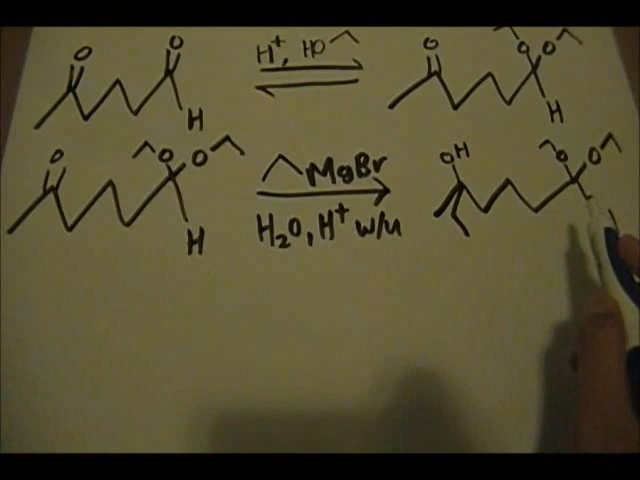 O O H⁺, HO O O O
H H
O O O MgBr OH O O
H H₂O, H⁺ w/u